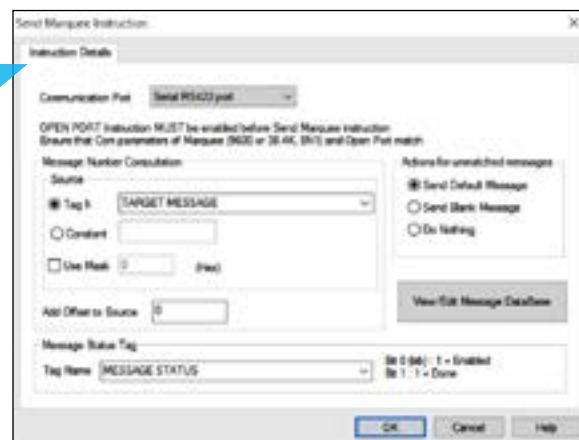 Send Marquee Instruction
Instruction Details
Communication Port Serial RS422 port
OPEN PORT Instruction MUST be enabled before Send Marquee instruction
Ensure that Com parameters of Marquee (9600 or 38.4K, 8N1) and Open Port match
Message Number Computation
Source
Tag
TARGET MESSAGE
Constant
Use Mask 0 (Hex)
Add Offset to Source 0
Actions for unmatched messages
Send Default Message
Send Blank Message
Do Nothing
View/Edit Message DataBase
Message Status Tag
Tag Name MESSAGE STATUS
Bit 0 (lsb) : 1 = Enabled
Bit 1 : 1 = Done
OK Cancel Help